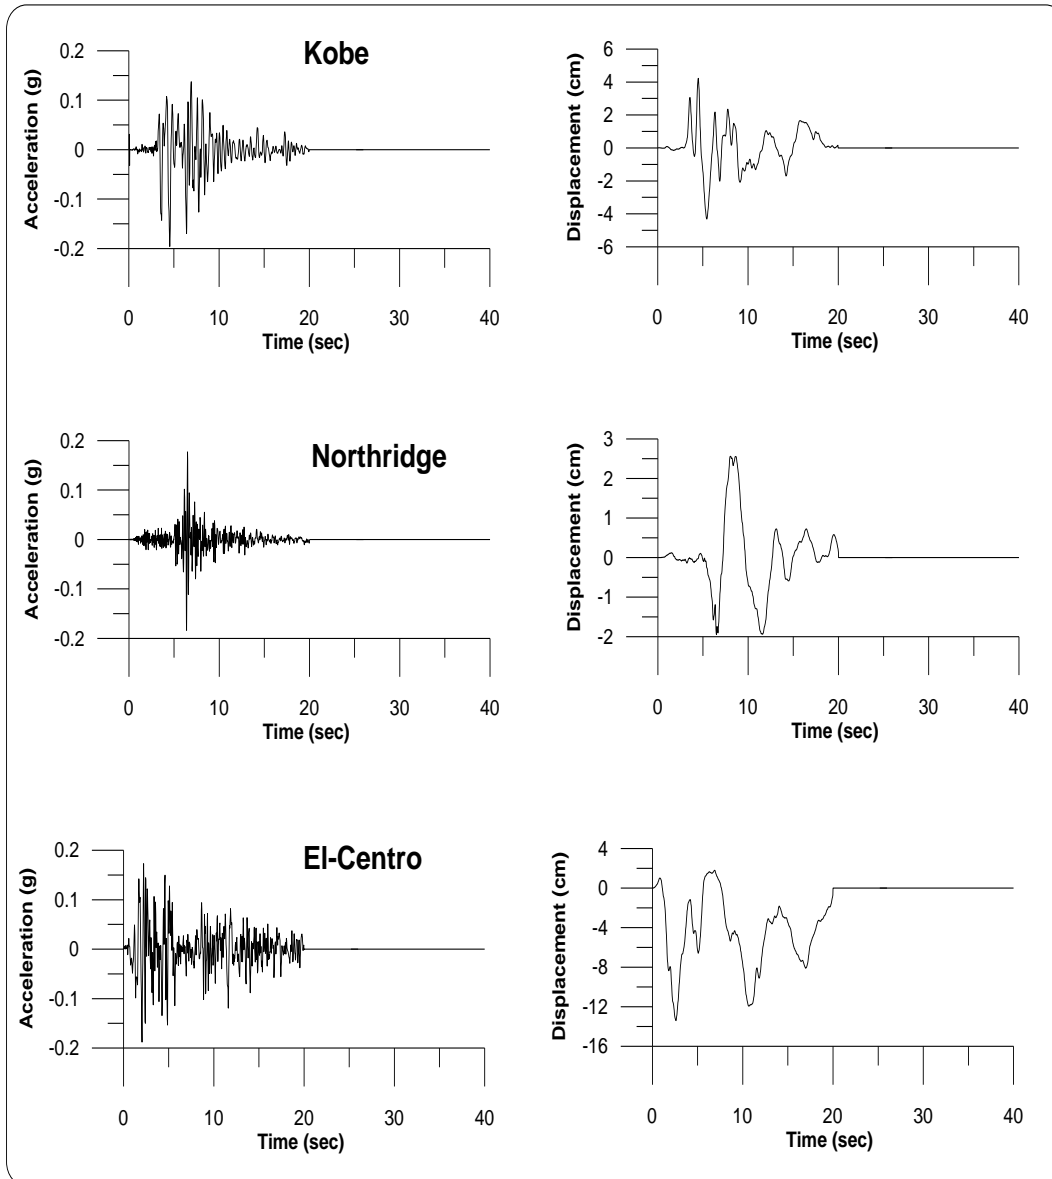 Kobe
Acceleration (g)
0.2
0.1
0
-0.1
-0.2
0 10 20 30 40
Time (sec)
Displacement (cm)
6
4
2
0
-2
-4
-6
0 10 20 30 40
Time (sec)
Northridge
Acceleration (g)
0.2
0.1
0
-0.1
-0.2
0 10 20 30 40
Time (sec)
Displacement (cm)
3
2
1
0
-1
-2
0 10 20 30 40
Time (sec)
El-Centro
Acceleration (g)
0.2
0.1
0
-0.1
-0.2
0 10 20 30 40
Time (sec)
Displacement (cm)
4
0
-4
-8
-12
-16
0 10 20 30 40
Time (sec)